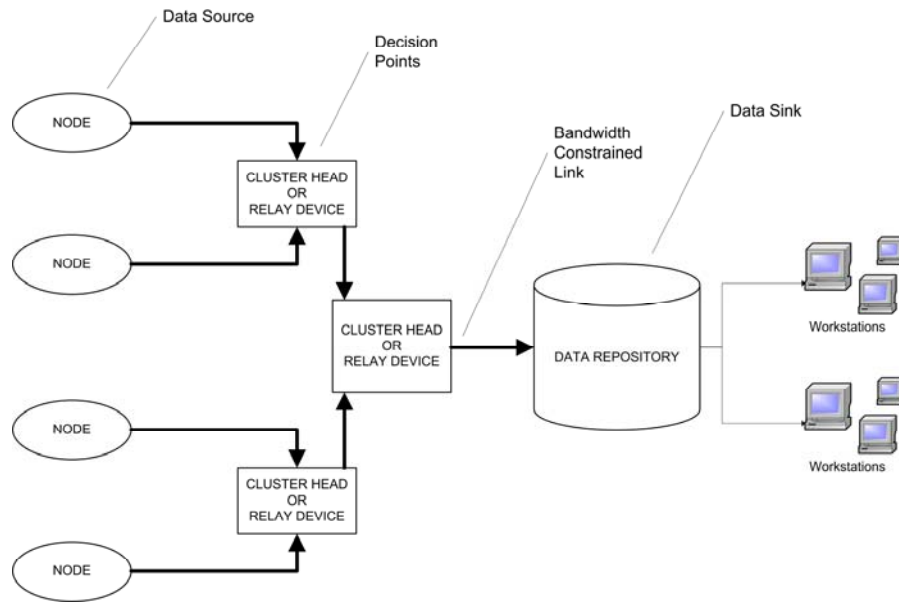 Data Source
Decision
Points
NODE
Data Sink
Bandwidth
Constrained
Link
CLUSTER HEAD
OR
RELAY DEVICE
NODE
Workstations
CLUSTER HEAD
OR
RELAY DEVICE
DATA REPOSITORY
NODE
Workstations
CLUSTER HEAD
OR
RELAY DEVICE
NODE